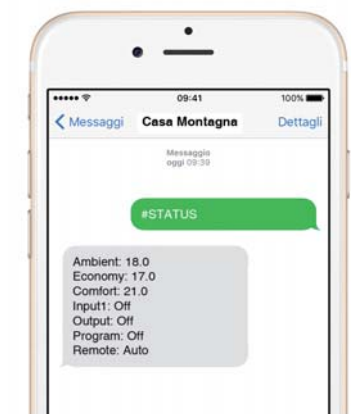 09:41
100%
Messaggi
Casa Montagna
Dettagli
Messaggio
oggi 09:39
#STATUS
Ambient: 18.0
Economy: 17.0
Comfort: 21.0
Input1: Off
Output: Off
Program: Off
Remote: Auto